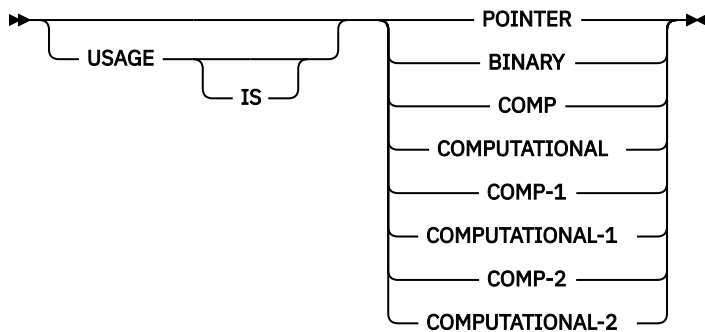 POINTER
USAGE
BINARY
IS
COMP
COMPUTATIONAL
COMP-1
COMPUTATIONAL-1
COMP-2
COMPUTATIONAL-2